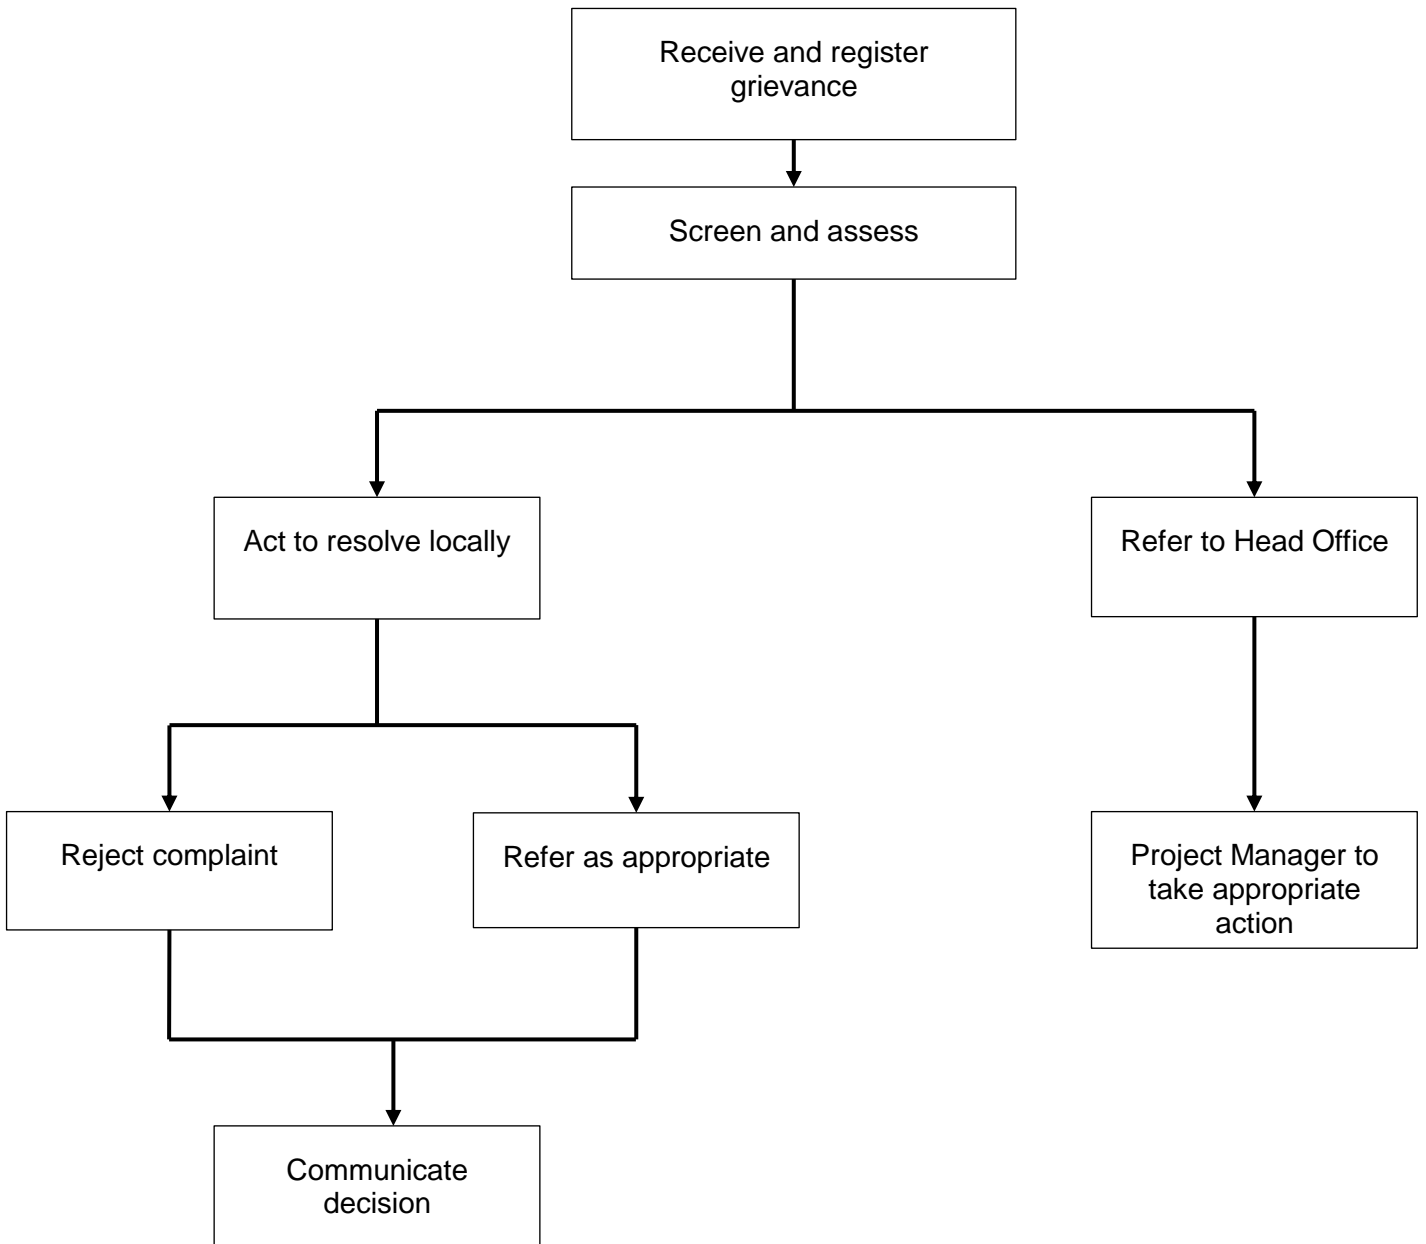 Receive and register
grievance
Screen and assess
Act to resolve locally
Refer to Head Office
Reject complaint
Refer as appropriate
Project Manager to
take appropriate
action
Communicate
decision